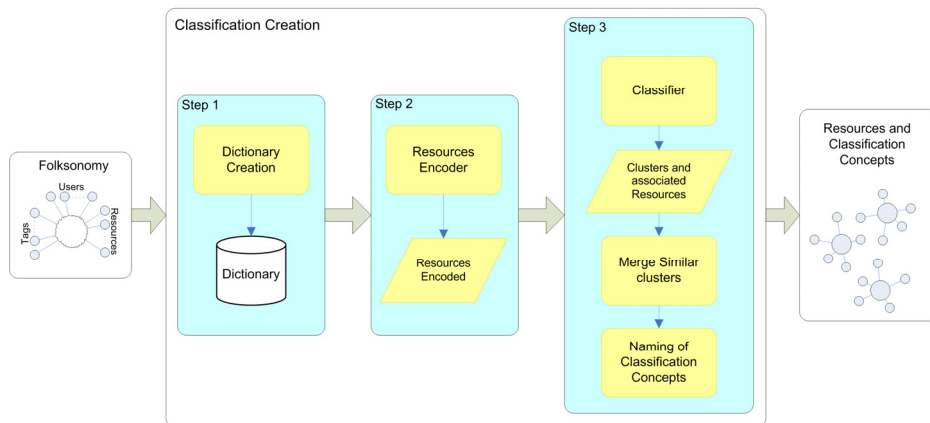 Classification Creation
Folksonomy
Users
Tags
Resources
Step 1
Dictionary
Creation
Dictionary
Step 2
Resources
Encoder
Resources
Encoded
Step 3
Classifier
Clusters and
associated
Resources
Merge Similar
clusters
Naming of
Classification
Concepts
Resources and
Classification
Concepts